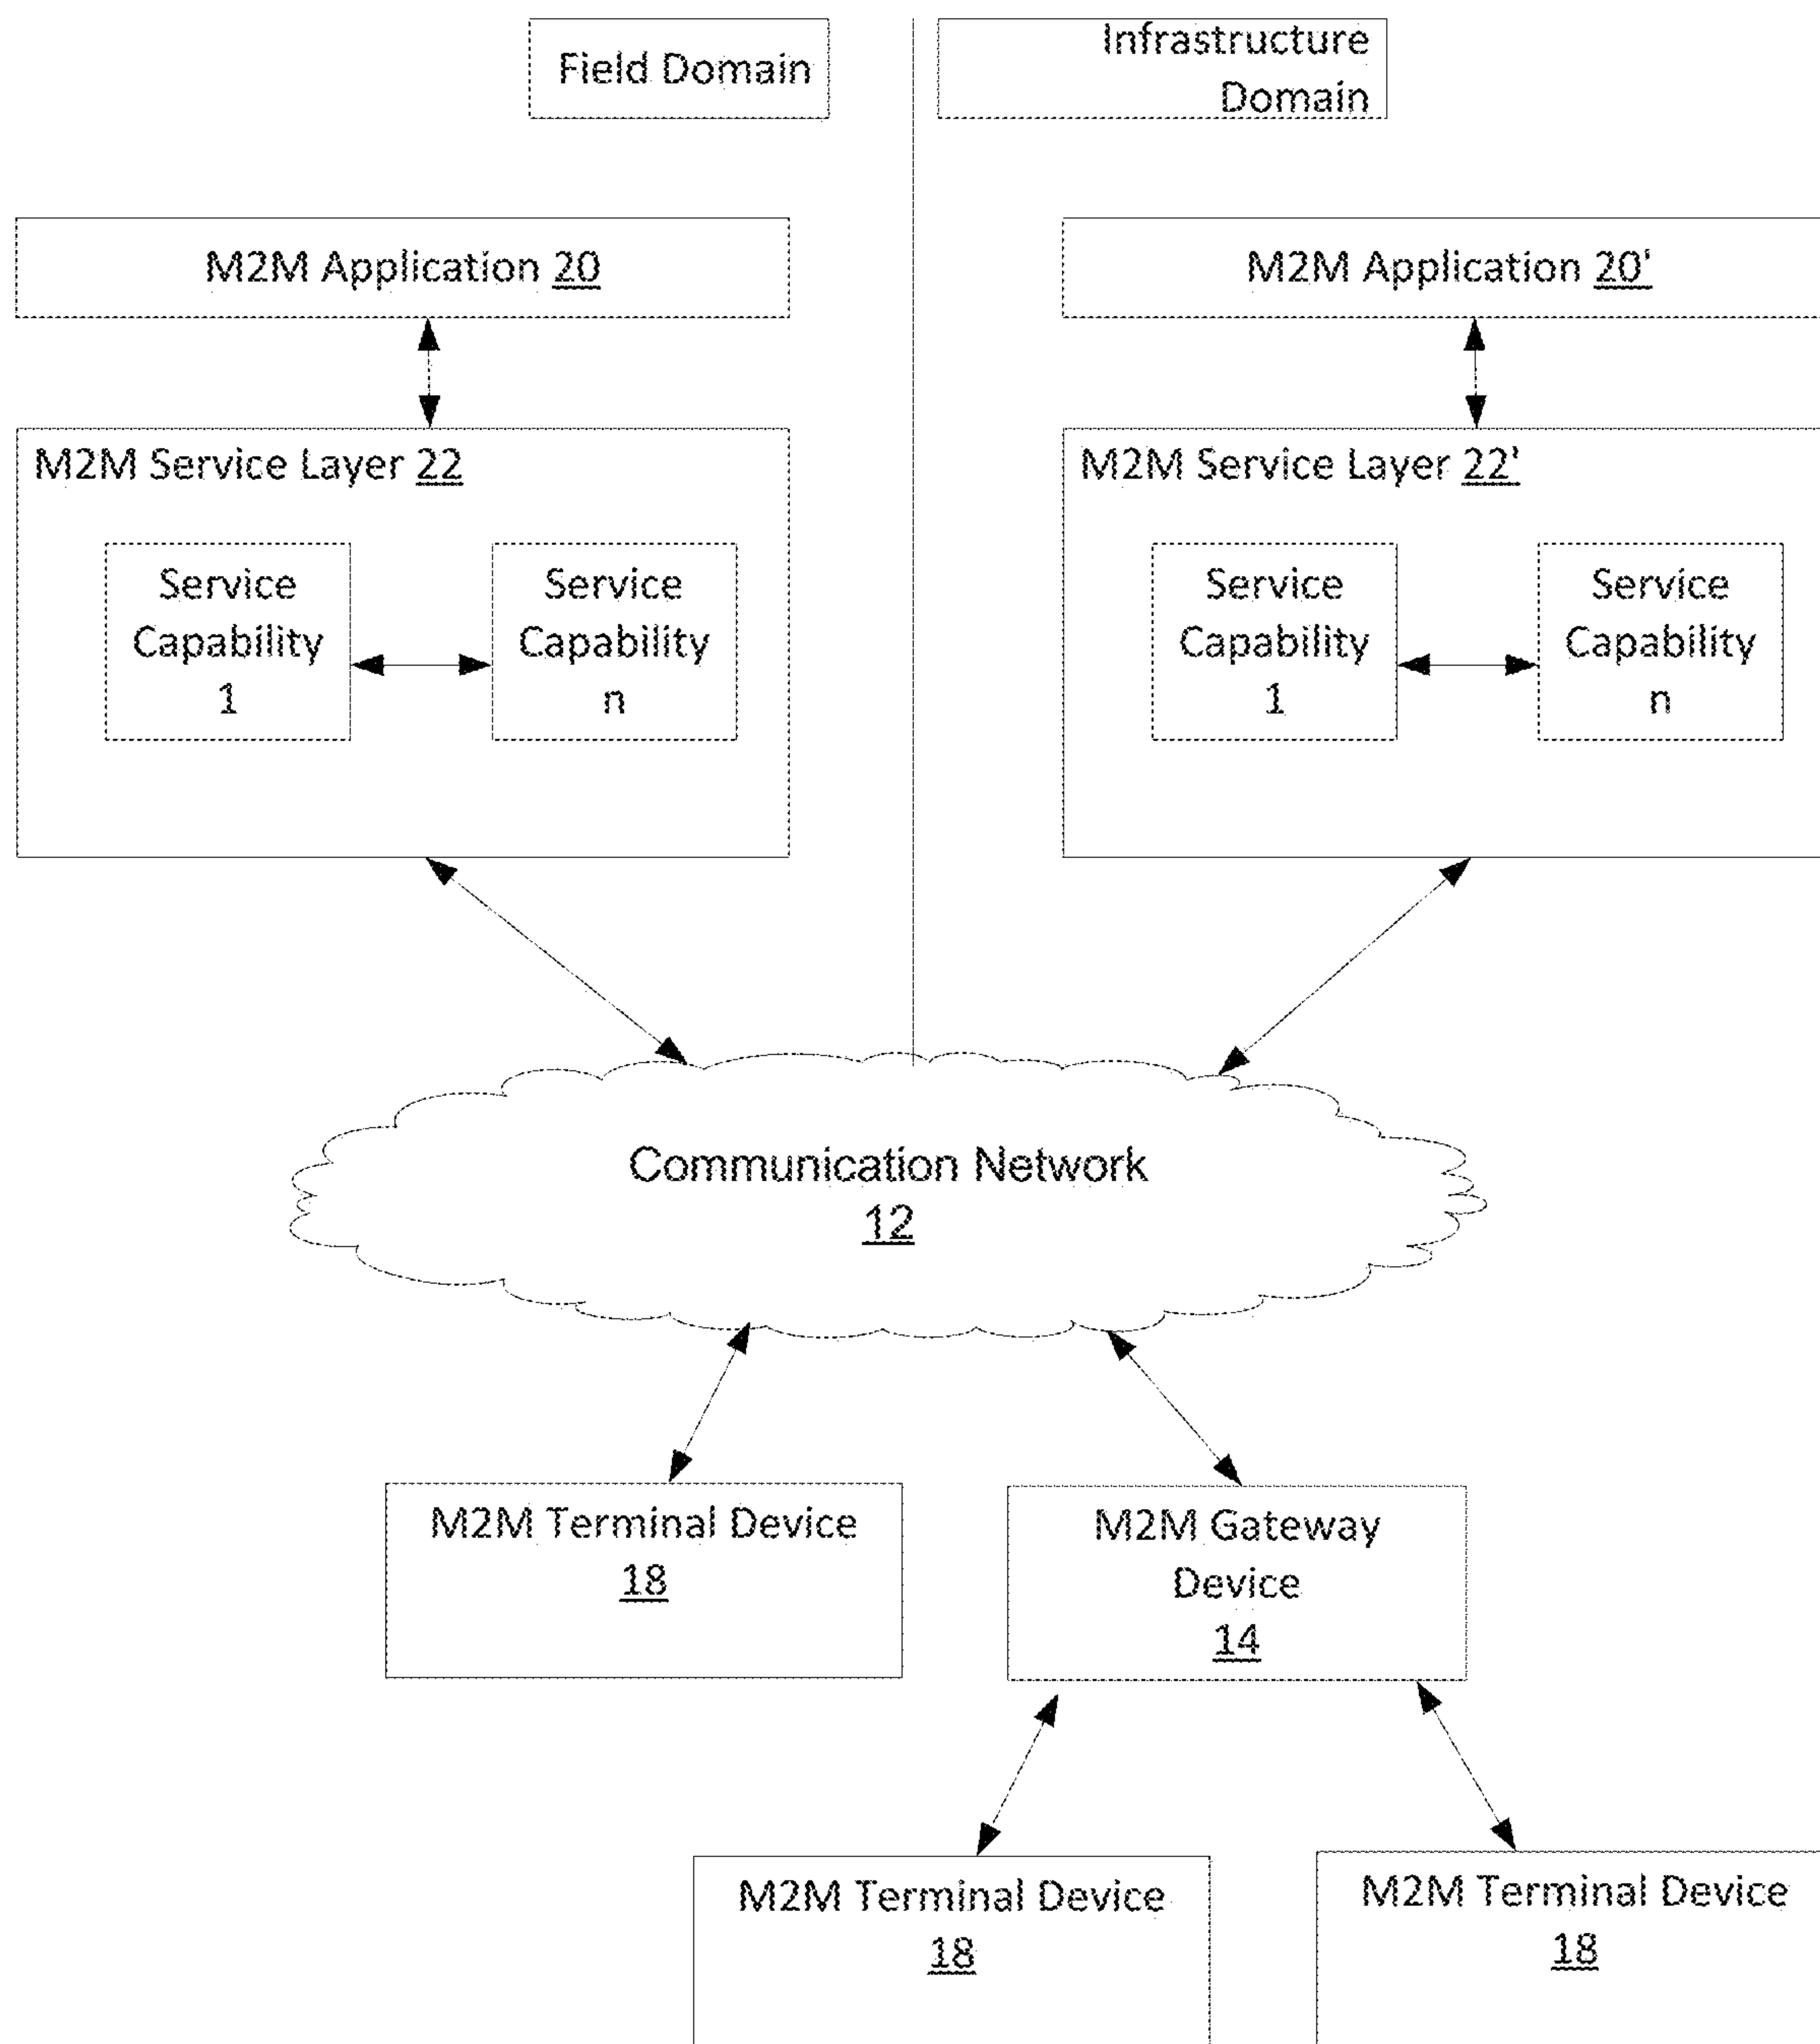 Field Domain
Infrastructure
Domain
M2M Application 20
M2M Application 20'
M2M Service Layer 22
M2M Service Layer 22'
Service
Capability
1
Service
Capability
n
Service
Capability
1
Service
Capability
n
Communication Network
12
M2M Terminal Device
18
M2M Gateway
Device
14
M2M Terminal Device
18
M2M Terminal Device
18